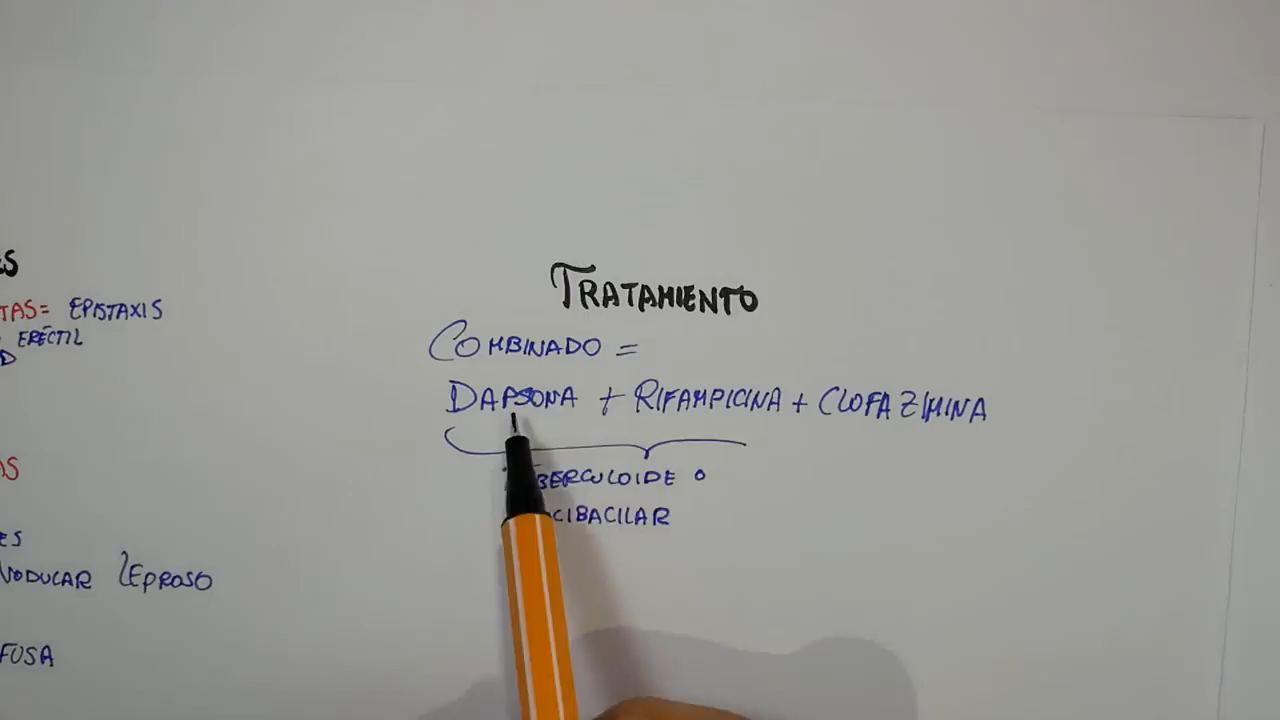 ES
TAS= EPISTAXIS
ERÉCTIL
D
AS
ES
NODULAR LEPROSO
FUSA
TRATAMIENTO
COMBINADO =
DAPSONA + RIFAMPICINA + CLOFAZIMINA
BERCULOIDE O
CIBACILAR